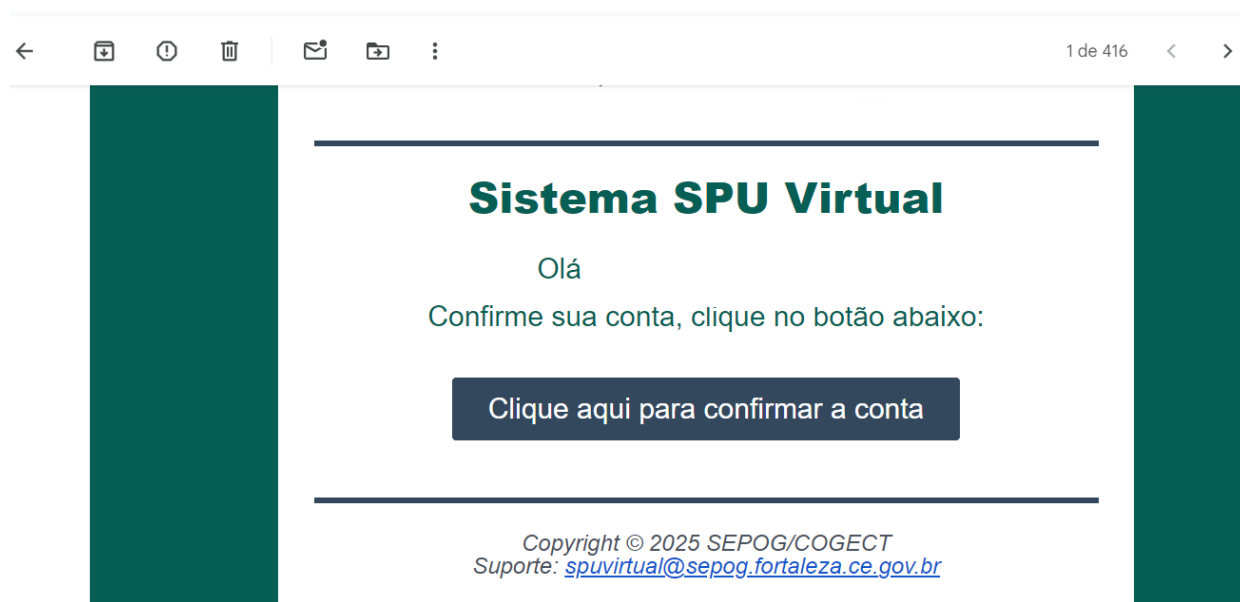 1 de 416
Sistema SPU Virtual
Olá
Confirme sua conta, clique no botão abaixo:
Clique aqui para confirmar a conta
Copyright © 2025 SEPOG/COGECT
Suporte: spuvirtual@sepog.fortaleza.ce.gov.br